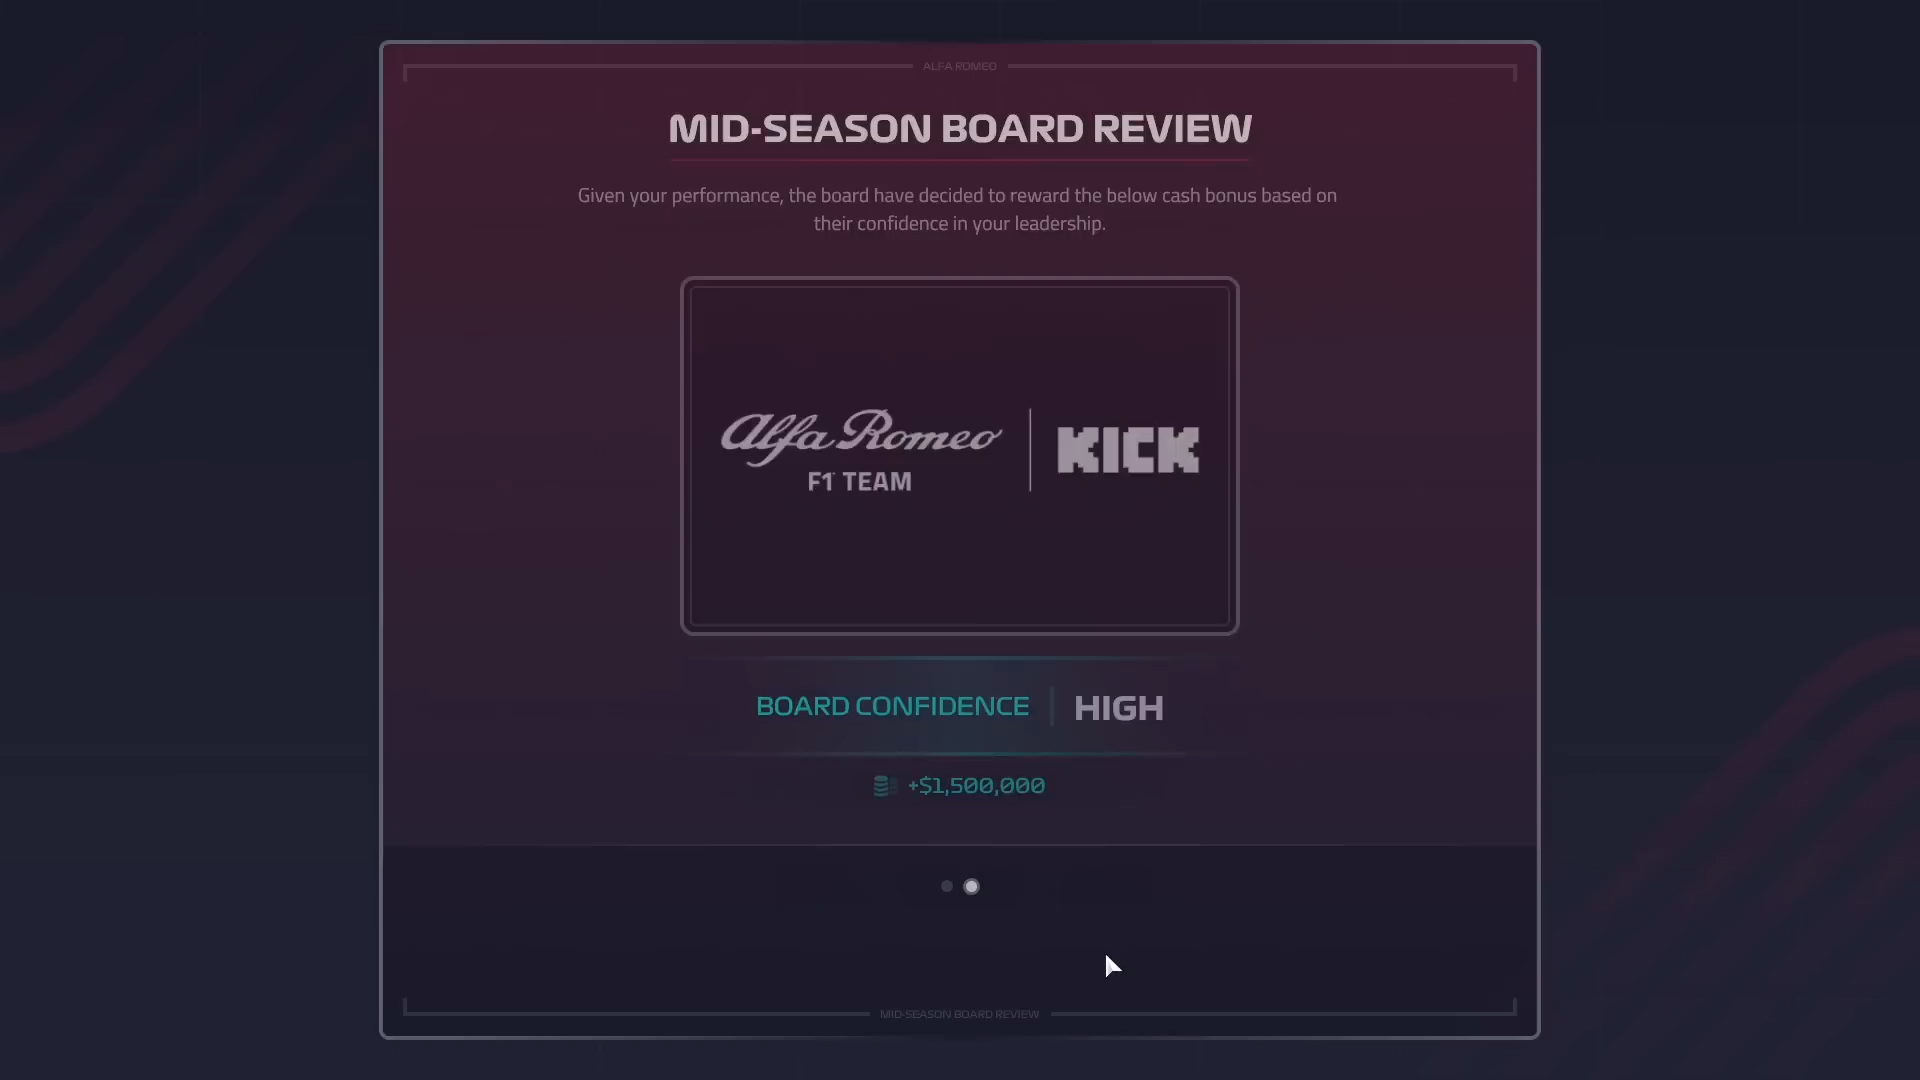 ALFA ROMEO
MID-SEASON BOARD REVIEW
Given your performance, the board have decided to reward the below cash bonus based on
their confidence in your leadership.
Alfa Romeo
F1 TEAM
KICK
BOARD CONFIDENCE HIGH
+$1,500,000
MID-SEASON BOARD REVIEW